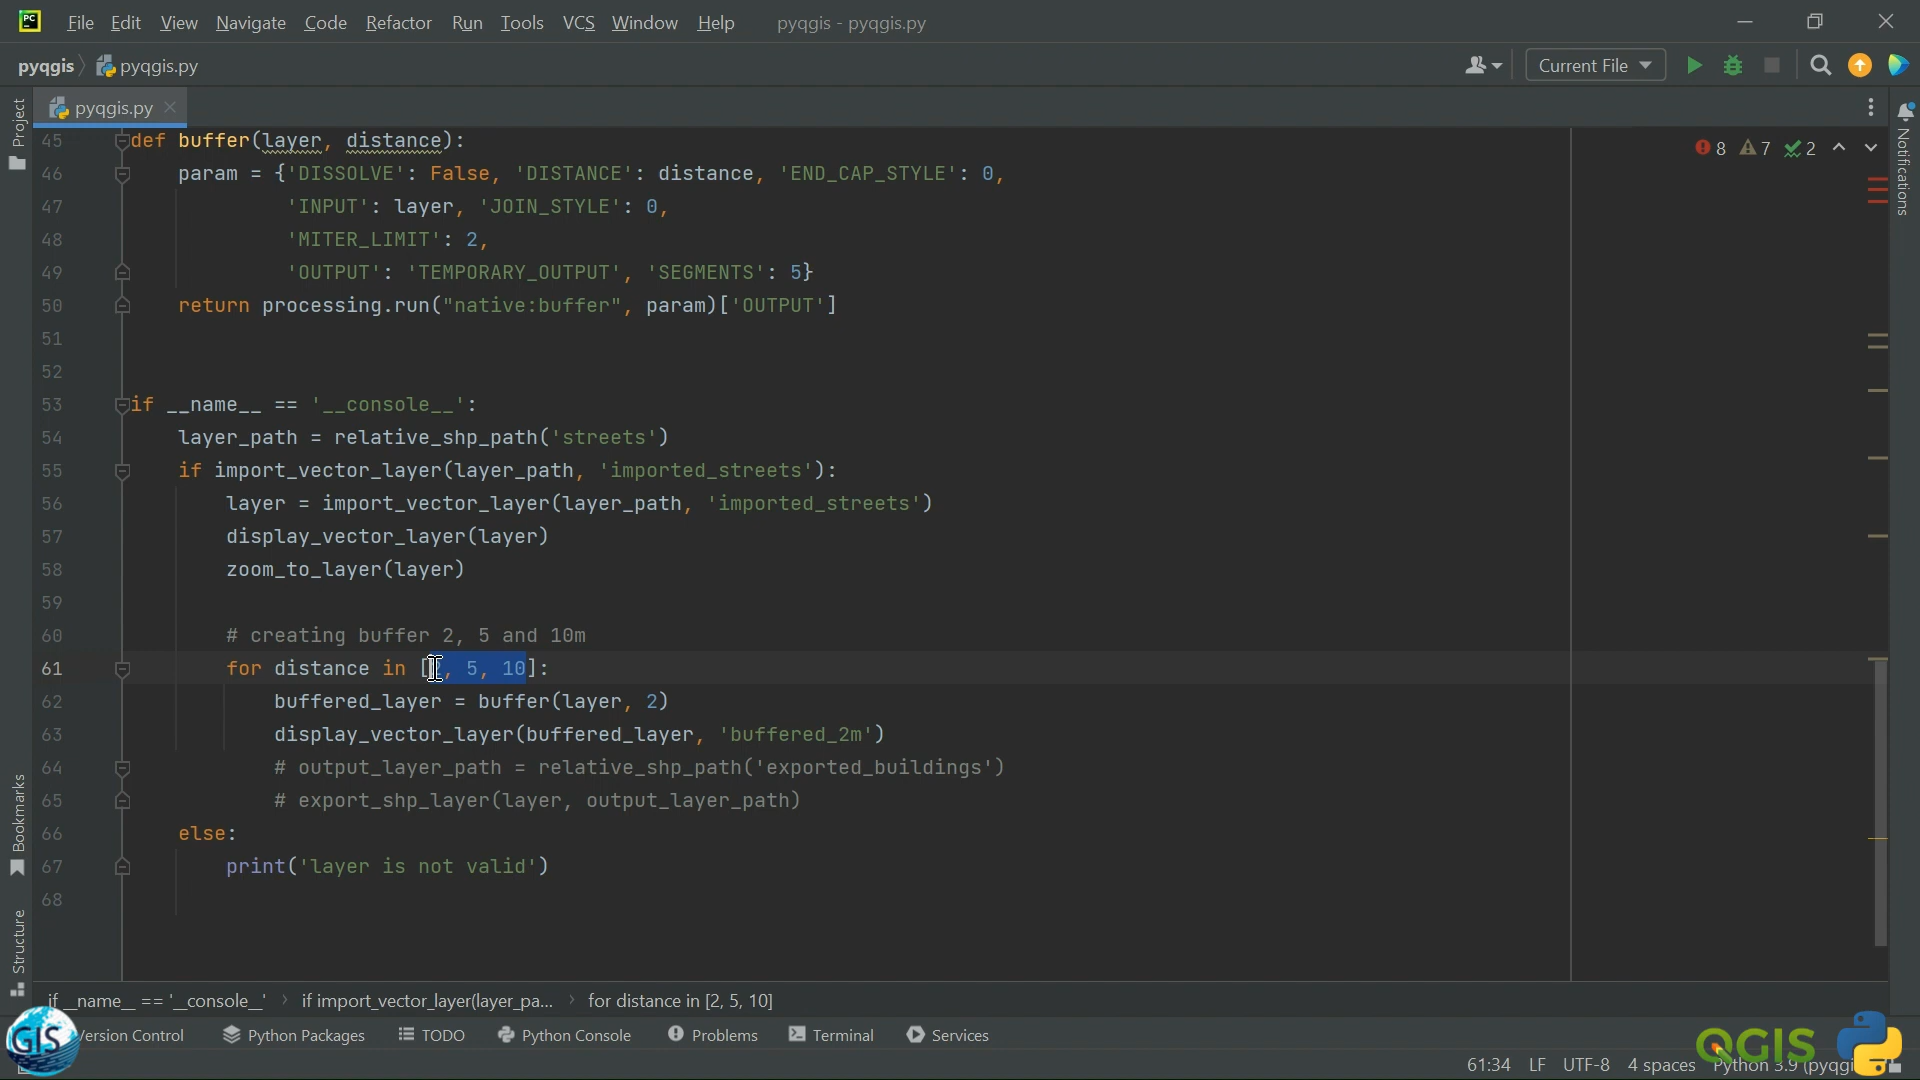 PC File Edit View Navigate Code Refactor Run Tools VCS Window Help pyqgis - pyqgis.py
pyqgis pyqgis.py Current File
pyqgis.py
Project
Notifications
8 7 2
45 def buffer(layer, distance):
46 param = {'DISSOLVE': False, 'DISTANCE': distance, 'END_CAP_STYLE': 0,
47 'INPUT': layer, 'JOIN_STYLE': 0,
48 'MITER_LIMIT': 2,
49 'OUTPUT': 'TEMPORARY_OUTPUT', 'SEGMENTS': 5}
50 return processing.run("native:buffer", param)['OUTPUT']
51
52
53 if __name__ == '__console__':
54 layer_path = relative_shp_path('streets')
55 if import_vector_layer(layer_path, 'imported_streets'):
56 layer = import_vector_layer(layer_path, 'imported_streets')
57 display_vector_layer(layer)
58 zoom_to_layer(layer)
59
60 # creating buffer 2, 5 and 10m
61 for distance in [2, 5, 10]:
62 buffered_layer = buffer(layer, 2)
63 display_vector_layer(buffered_layer, 'buffered_2m')
64 # output_layer_path = relative_shp_path('exported_buildings')
65 # export_shp_layer(layer, output_layer_path)
66 else:
67 print('layer is not valid')
68
Bookmarks
Structure
if __name__ == '__console__' › if import_vector_layer(layer_pa... › for distance in [2, 5, 10]
GIS Version Control Python Packages TODO Python Console Problems Terminal Services
QGIS
61:34 LF UTF-8 4 spaces Python 3.9